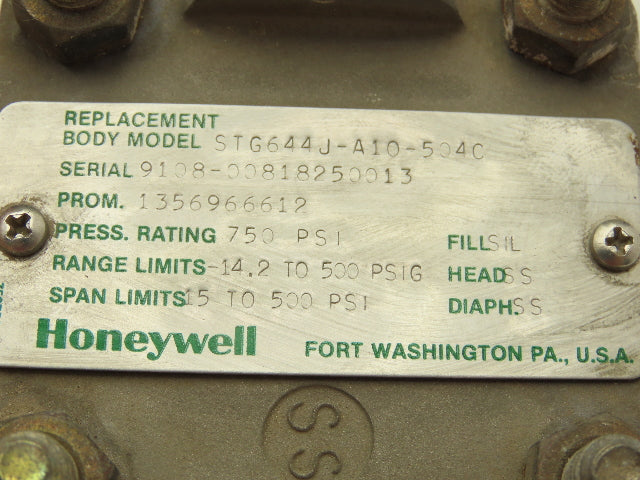 REPLACEMENT
BODY MODEL STG644J-A10-504C
SERIAL 9108-00818250013
PROM. 1356966612
PRESS. RATING 750 PSI FILL SIL
RANGE LIMITS -14.2 TO 500 PSIG HEAD SS
SPAN LIMITS 15 TO 500 PSI DIAPH. SS
Honeywell FORT WASHINGTON PA., U.S.A.
SS